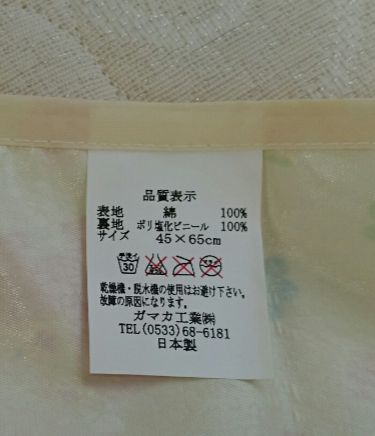 品質表示
表地 綿 100%
裏地 ポリ塩化ビニール 100%
サイズ 45×65cm
手洗イ 30
乾燥機・脱水機の使用はお避け下さい。
故障の原因になります。
ガマカ工業㈱
TEL(0533)68-6181
日本製